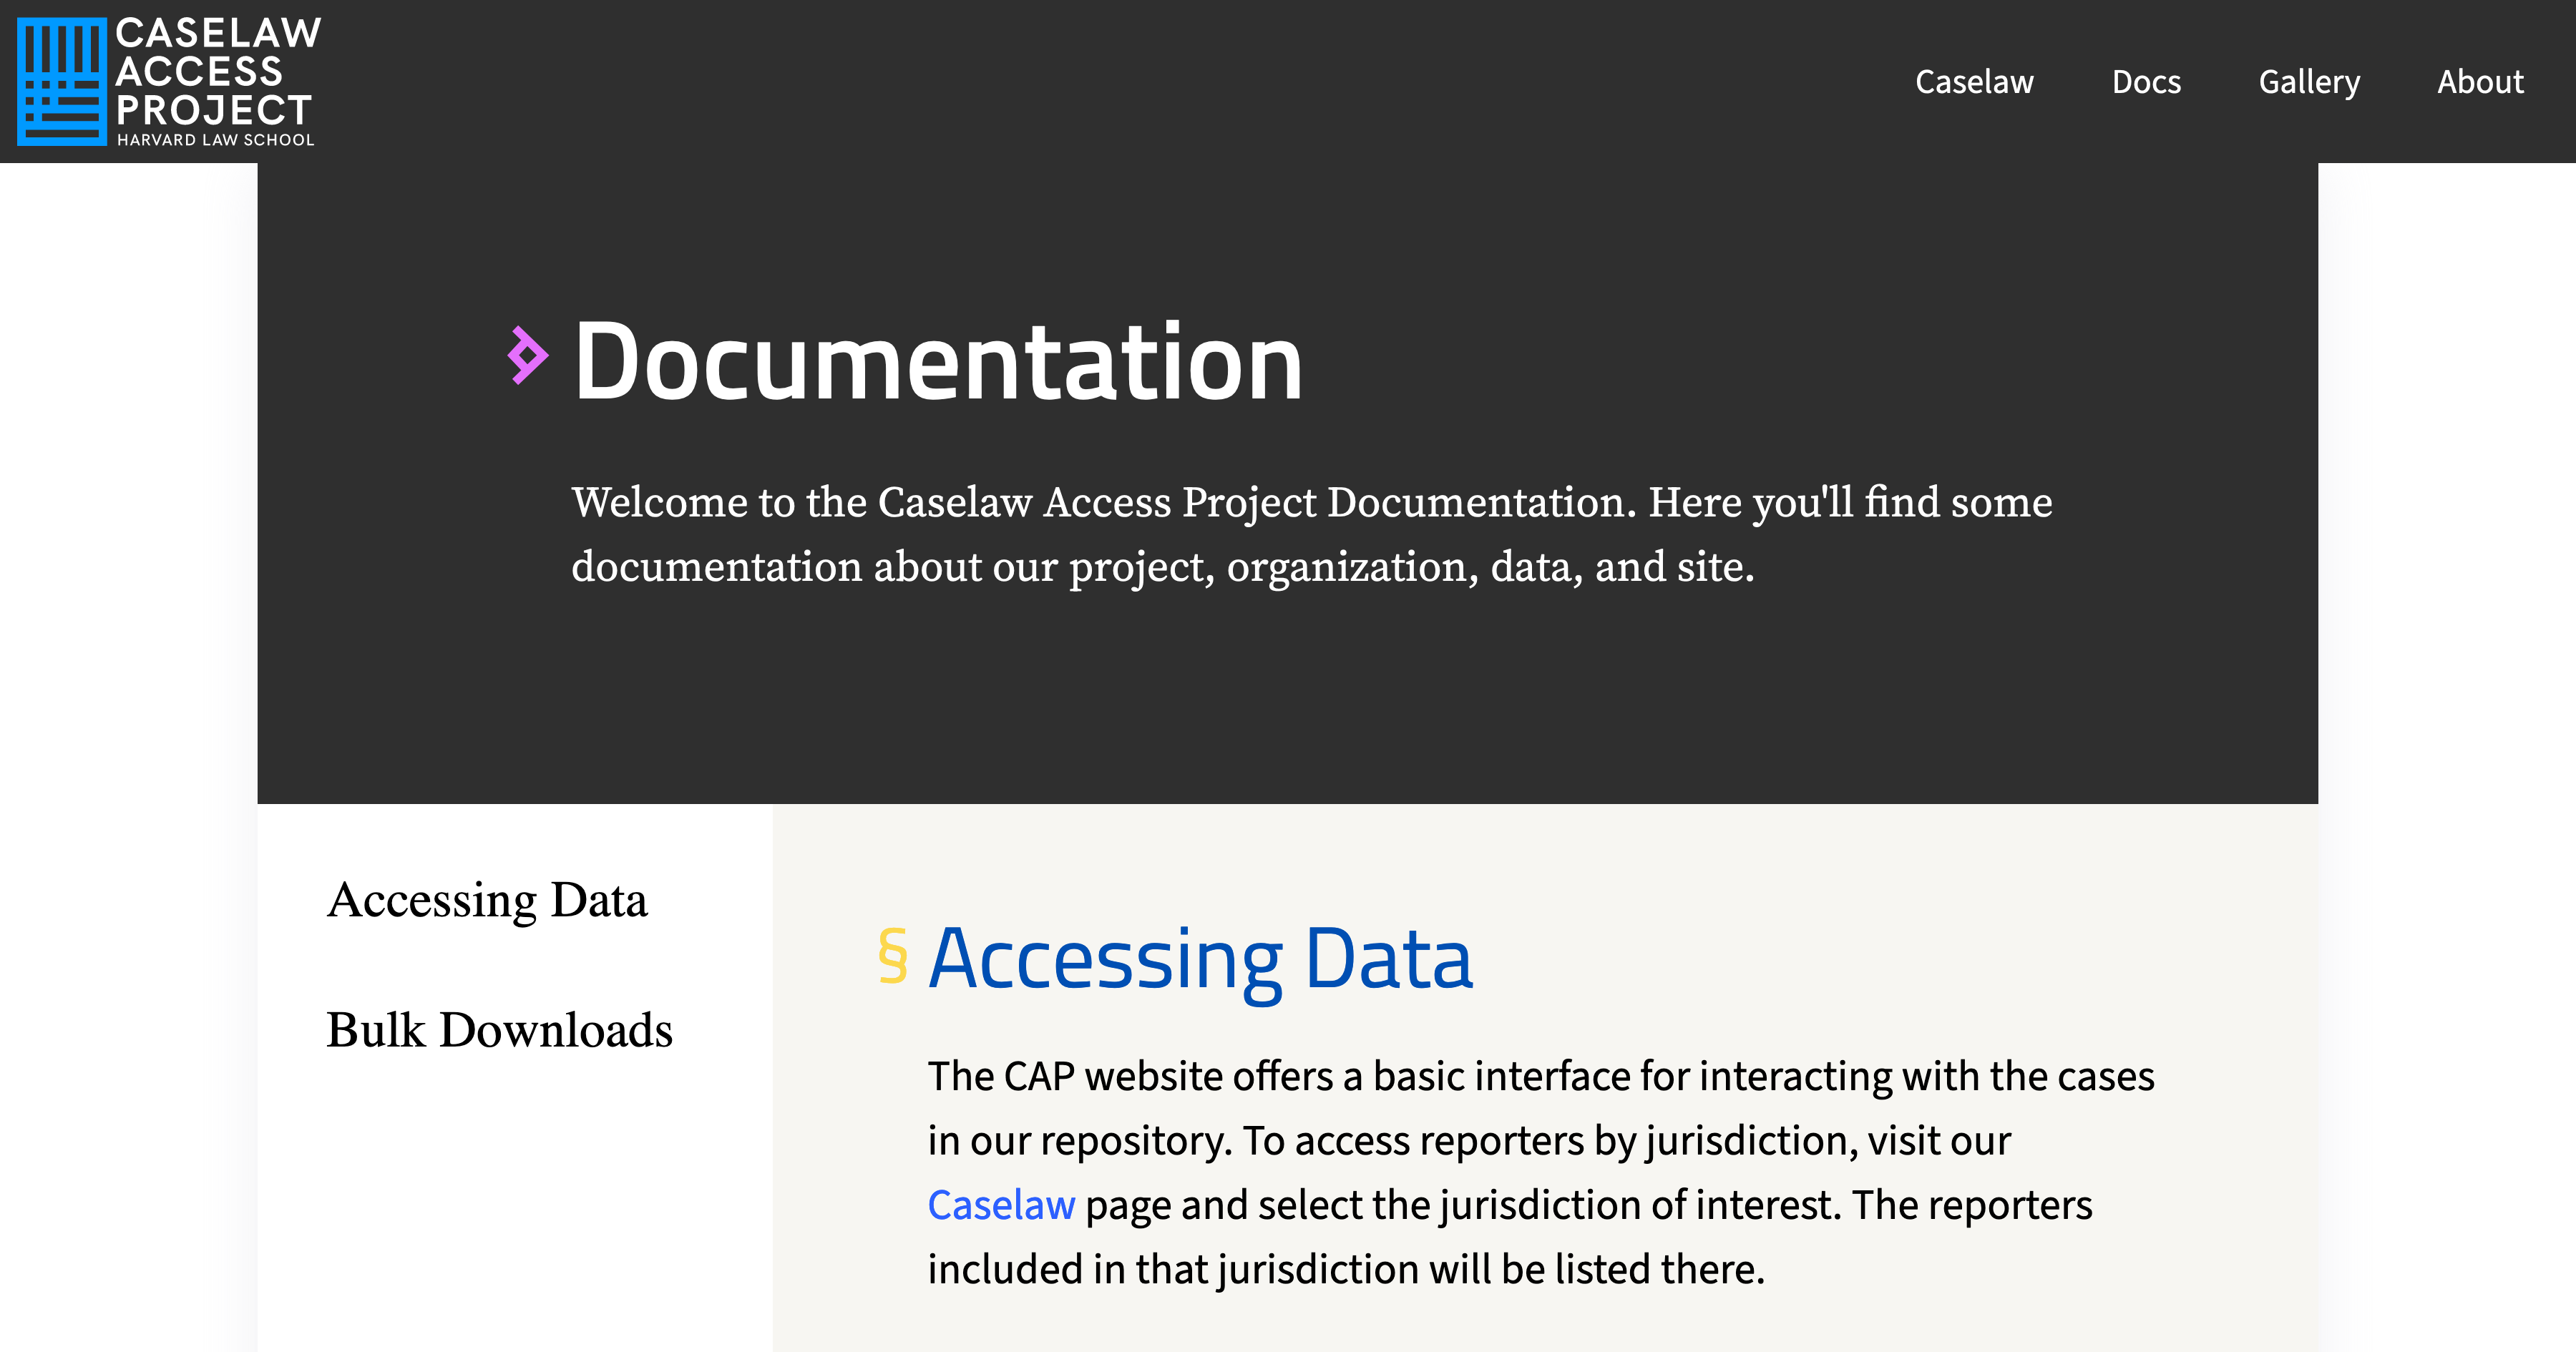 CASELAW
ACCESS
PROJECT
HARVARD LAW SCHOOL
Caselaw Docs Gallery About
Documentation
Welcome to the Caselaw Access Project Documentation. Here you'll find some
documentation about our project, organization, data, and site.
Accessing Data
Bulk Downloads
§ Accessing Data
The CAP website offers a basic interface for interacting with the cases
in our repository. To access reporters by jurisdiction, visit our
Caselaw page and select the jurisdiction of interest. The reporters
included in that jurisdiction will be listed there.